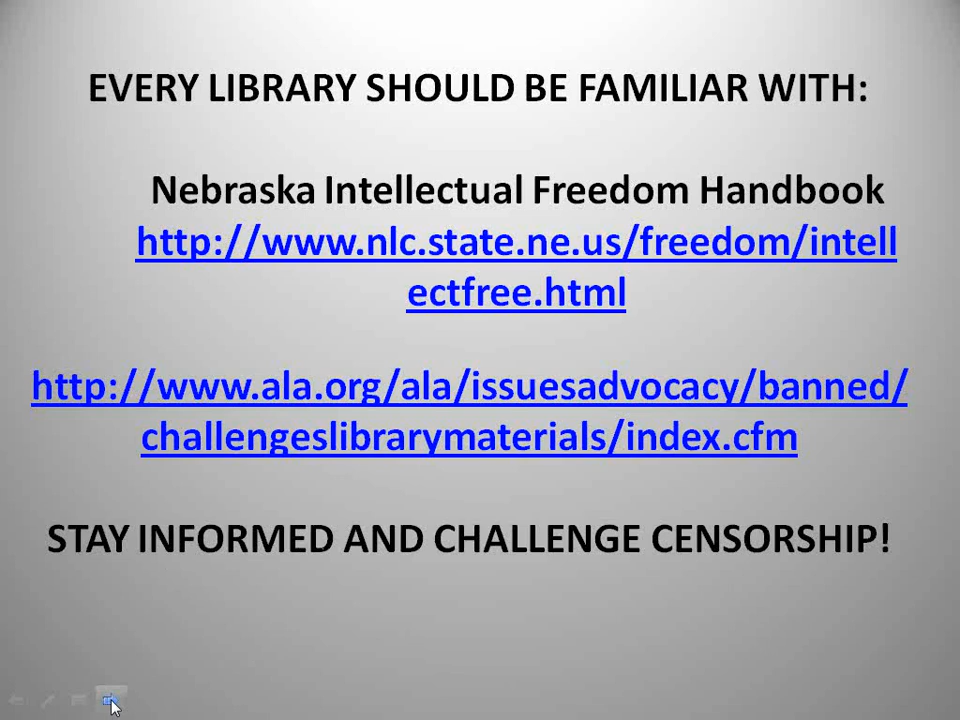 EVERY LIBRARY SHOULD BE FAMILIAR WITH:
Nebraska Intellectual Freedom Handbook
http://www.nlc.state.ne.us/freedom/intell
ectfree.html
http://www.ala.org/ala/issuesadvocacy/banned/
challengeslibrarymaterials/index.cfm
STAY INFORMED AND CHALLENGE CENSORSHIP!